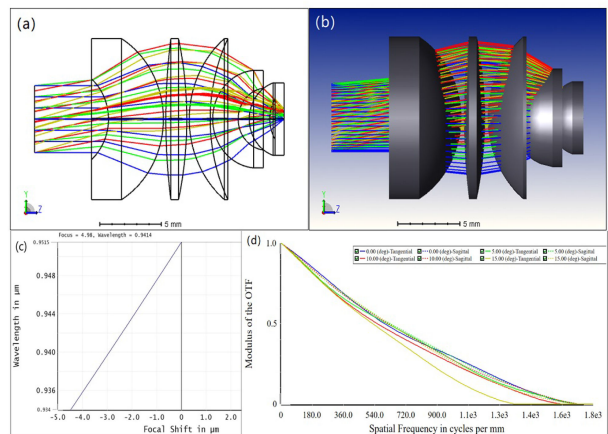 (a)
Y
Z
5 mm
(b)
Y
Z
5 mm
(c)
Focus = 4.98, Wavelength = 0.9414
0.9515
0.948
0.944
0.940
0.936
0.934
Wavelength in µm
-5.0 -4.0 -3.0 -2.0 -1.0 0 1.0 2.0
Focal Shift in µm
(d)
0.00 (deg)-Tangential 0.00 (deg)-Sagittal 5.00 (deg)-Tangential 5.00 (deg)-Sagittal
10.00 (deg)-Tangential 10.00 (deg)-Sagittal 15.00 (deg)-Tangential 15.00 (deg)-Sagittal
1.0
0.5
0
Modulus of the OTF
0 180.0 360.0 540.0 720.0 900.0 1.1e3 1.3e3 1.4e3 1.6e3 1.8e3
Spatial Frequency in cycles per mm